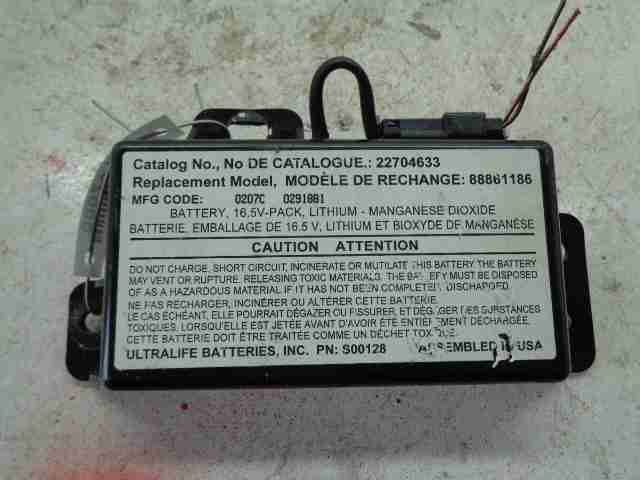 Catalog No., No DE CATALOGUE.: 22704633
Replacement Model, MODÈLE DE RECHANGE: 88861186
MFG CODE: 0207C 0291881
BATTERY, 16.5V-PACK, LITHIUM - MANGANESE DIOXIDE
BATTERIE, EMBALLAGE DE 16.5 V, LITHIUM ET BIOXYDE DE MANGANÈSE
CAUTION ATTENTION
DO NOT CHARGE, SHORT CIRCUIT, INCINERATE OR MUTILATE THIS BATTERY THE BATTERY
MAY VENT OR RUPTURE, RELEASING TOXIC MATERIALS. THE BATTERY MUST BE DISPOSED
OF AS A HAZARDOUS MATERIAL IF IT HAS NOT BEEN COMPLETELY DISCHARGED
NE PAS RECHARGER, INCINÉRER OU ALTÉRER CETTE BATTERIE.
LE CAS ÉCHÉANT, ELLE POURRAIT DÉGAZER OU FISSURER, ET DÉGAGER DES SUBSTANCES
TOXIQUES. LORSQU'ELLE EST JETÉE AVANT D'AVOIR ÉTÉ ENTIÈREMENT DÉCHARGÉE,
CETTE BATTERIE DOIT ÊTRE TRAITÉE COMME UN DÉCHET TOXIQUE.
ULTRALIFE BATTERIES, INC. PN: S00128 ASSEMBLED IN USA